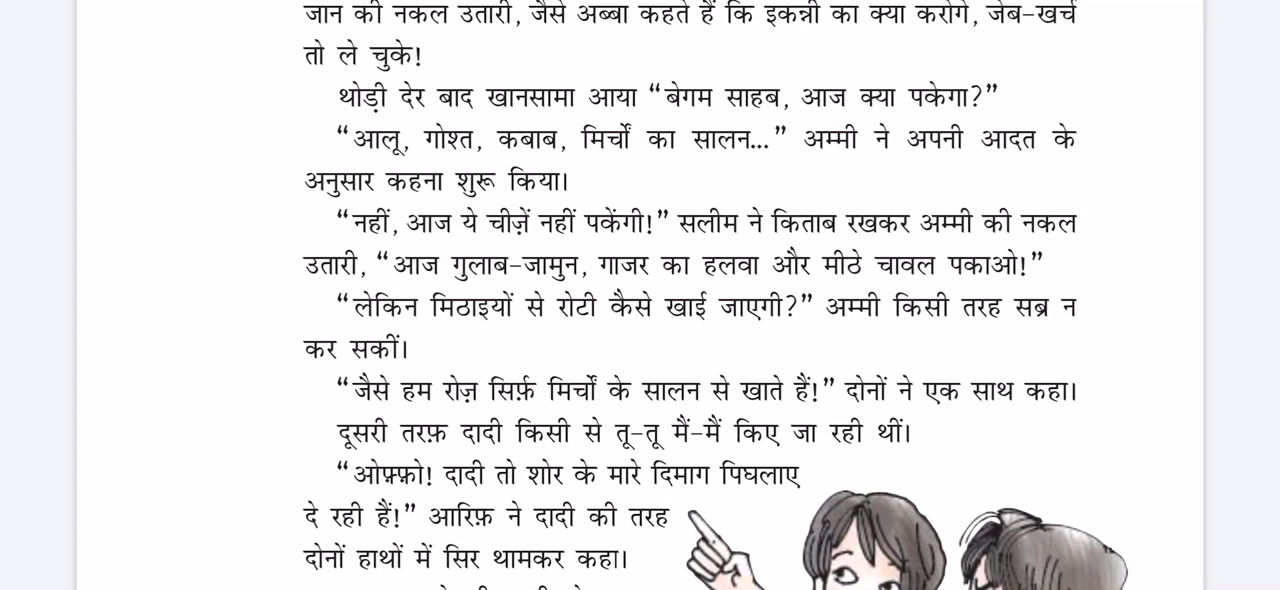 जान की नकल उतारी, जैसे अब्बा कहते हैं कि इकन्नी का क्या करोगे, जेब-खर्च
तो ले चुके!
थोड़ी देर बाद खानसामा आया “बेगम साहब, आज क्या पकेगा?”
“आलू, गोश्त, कबाब, मिर्चों का सालन...” अम्मी ने अपनी आदत के
अनुसार कहना शुरू किया।
“नहीं, आज ये चीज़ें नहीं पकेंगी!” सलीम ने किताब रखकर अम्मी की नकल
उतारी, “आज गुलाब-जामुन, गाजर का हलवा और मीठे चावल पकाओ!”
“लेकिन मिठाइयों से रोटी कैसे खाई जाएगी?” अम्मी किसी तरह सब्र न
कर सकीं।
“जैसे हम रोज़ सिर्फ़ मिर्चों के सालन से खाते हैं!” दोनों ने एक साथ कहा।
दूसरी तरफ़ दादी किसी से तू-तू मैं-मैं किए जा रही थीं।
“ओफ़्फ़ो! दादी तो शोर के मारे दिमाग पिघलाए
दे रही हैं!” आरिफ़ ने दादी की तरह
दोनों हाथों में सिर थामकर कहा।